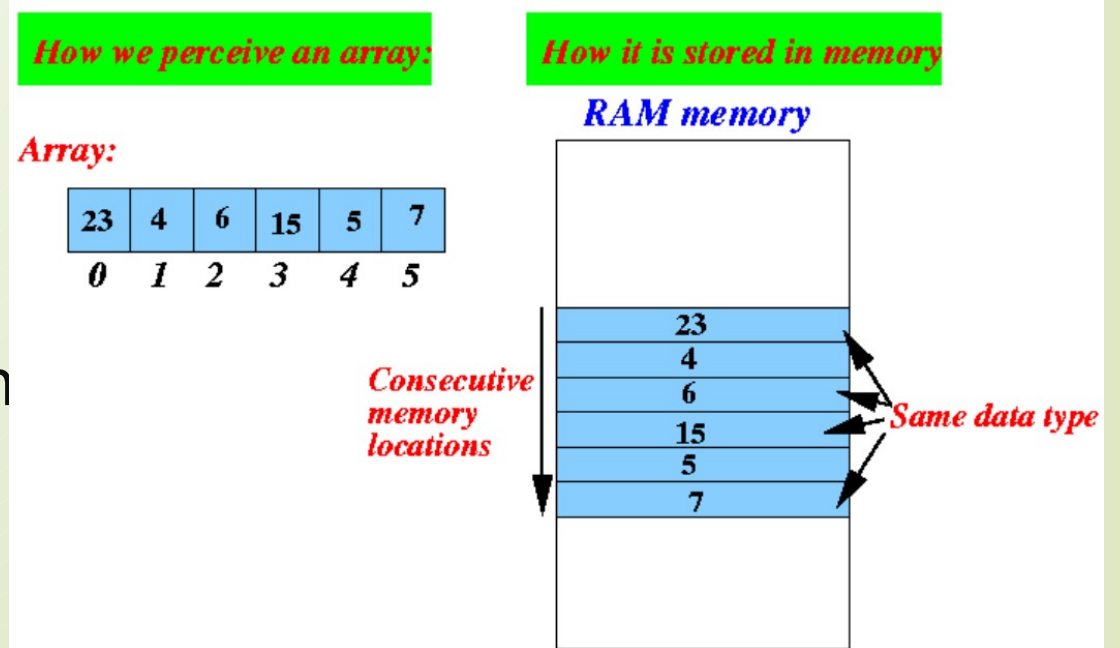 How we perceive an array:
How it is stored in memory
RAM memory
Array:
23 4 6 15 5 7
0 1 2 3 4 5
23
4
6
15
5
7
Consecutive
memory
locations
Same data type